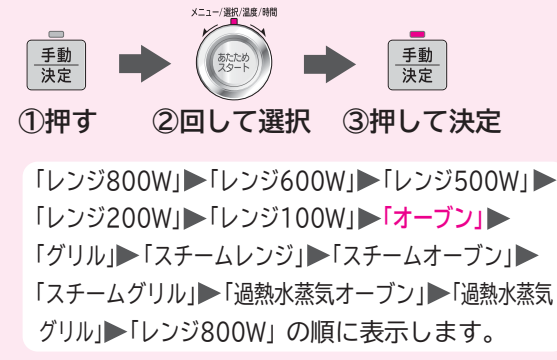 メニュー/選択/温度/時間
手動
決定
あたため
スタート
手動
決定
①押す
②回して選択
③押して決定
「レンジ800W」▶「レンジ600W」▶「レンジ500W」▶
「レンジ200W」▶「レンジ100W」▶「オーブン」▶
「グリル」▶「スチームレンジ」▶「スチームオーブン」▶
「スチームグリル」▶「過熱水蒸気オーブン」▶「過熱水蒸気
グリル」▶「レンジ800W」の順に表示します。